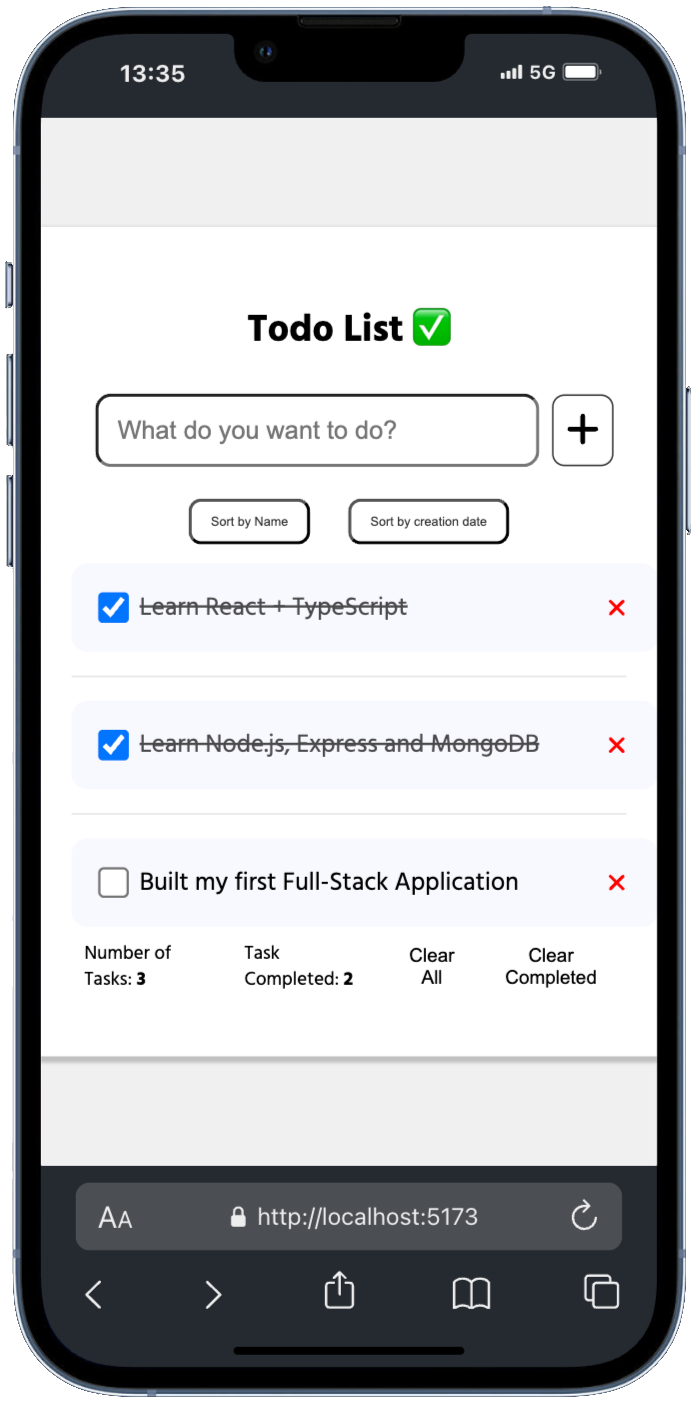 13:35 5G
Todo List ✅
What do you want to do? +
Sort by Name Sort by creation date
Learn React + TypeScript
Learn Node.js, Express and MongoDB
Built my first Full-Stack Application
Number of Task Clear Clear
Tasks: 3 Completed: 2 All Completed
AA http://localhost:5173